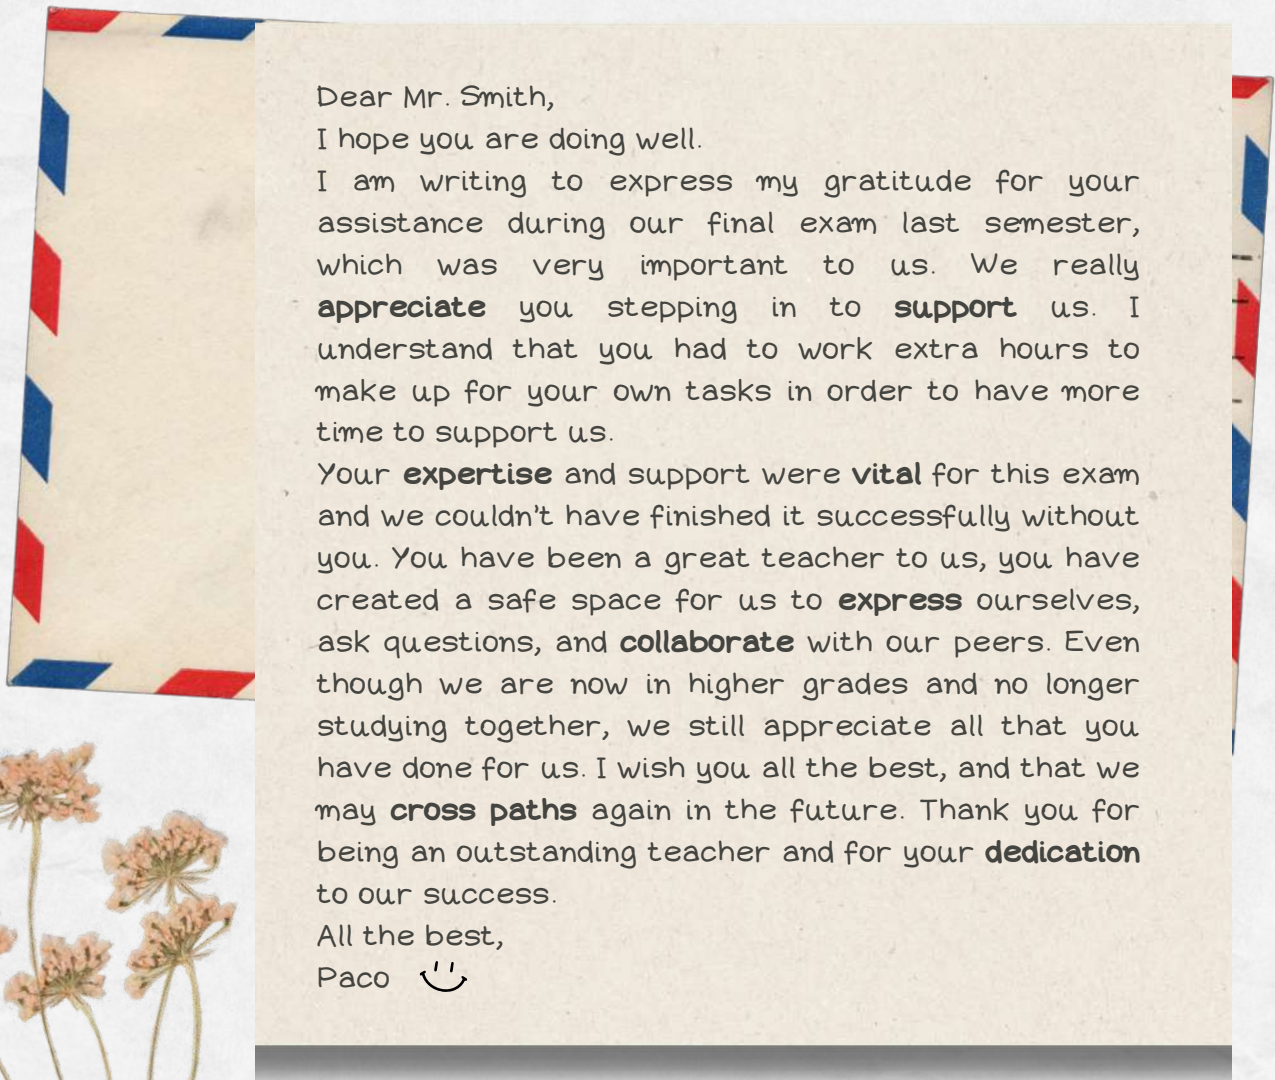 Dear Mr. Smith,
I hope you are doing well.
I am writing to express my gratitude for your
assistance during our final exam last semester,
which was very important to us. We really
appreciate you stepping in to support us. I
understand that you had to work extra hours to
make up for your own tasks in order to have more
time to support us.
Your expertise and support were vital for this exam
and we couldn't have finished it successfully without
you. You have been a great teacher to us, you have
created a safe space for us to express ourselves,
ask questions, and collaborate with our peers. Even
though we are now in higher grades and no longer
studying together, we still appreciate all that you
have done for us. I wish you all the best, and that we
may cross paths again in the future. Thank you for
being an outstanding teacher and for your dedication
to our success.
All the best,
Paco